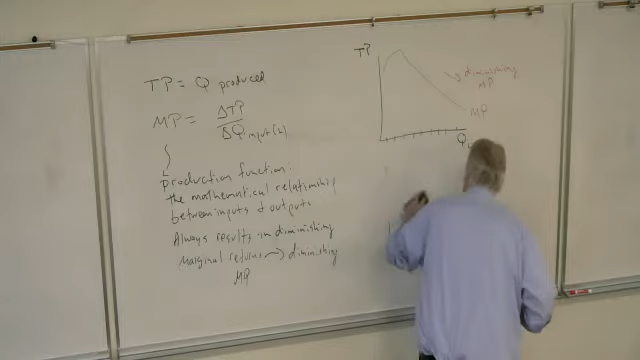 TP = Q produced
MP = ΔTP
ΔQ input(L)
Production function:
the mathematical relationship
between inputs & outputs
Always results in diminishing
marginal returns → diminishing
MP
TP
diminishing
MP
MP
Q